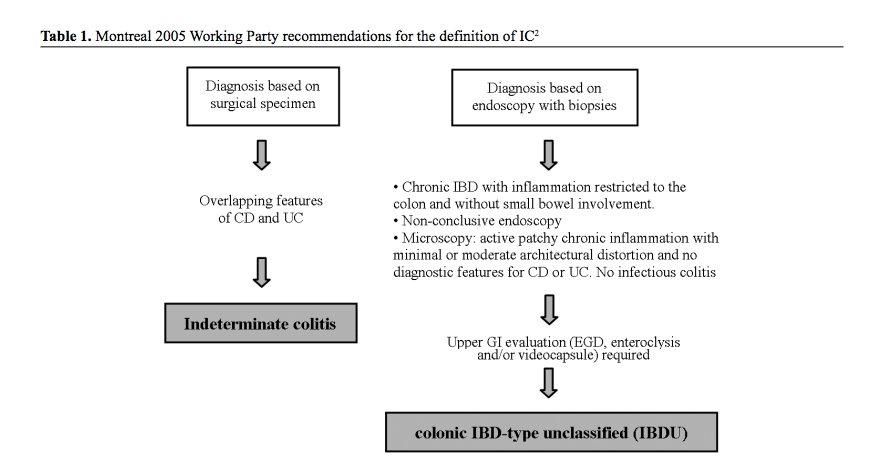 Table 1. Montreal 2005 Working Party recommendations for the definition of IC²
Diagnosis based on
surgical specimen
Overlapping features
of CD and UC
Indeterminate colitis
Diagnosis based on
endoscopy with biopsies
• Chronic IBD with inflammation restricted to the
colon and without small bowel involvement.
• Non-conclusive endoscopy
• Microscopy: active patchy chronic inflammation with
minimal or moderate architectural distortion and no
diagnostic features for CD or UC. No infectious colitis
Upper GI evaluation (EGD, enteroclysis
and/or videocapsule) required
colonic IBD-type unclassified (IBDU)